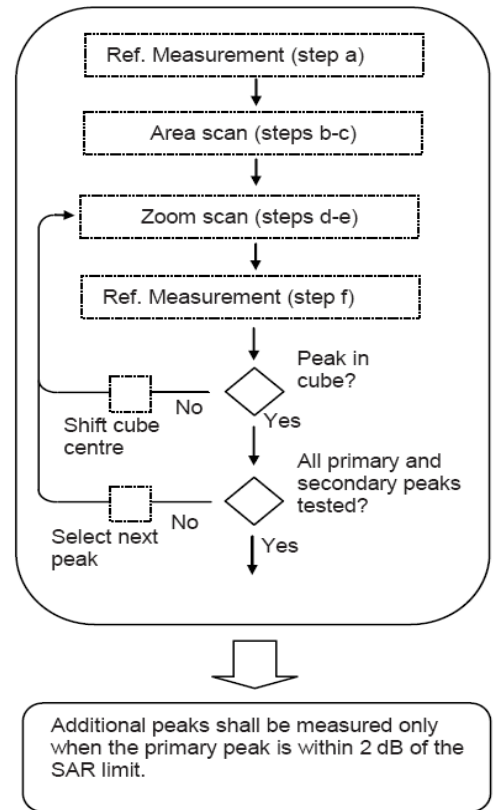 Ref. Measurement (step a)
Area scan (steps b-c)
Zoom scan (steps d-e)
Ref. Measurement (step f)
Peak in
cube?
No
Shift cube
centre
Yes
All primary and
secondary peaks
tested?
No
Select next
peak
Yes
Additional peaks shall be measured only
when the primary peak is within 2 dB of the
SAR limit.